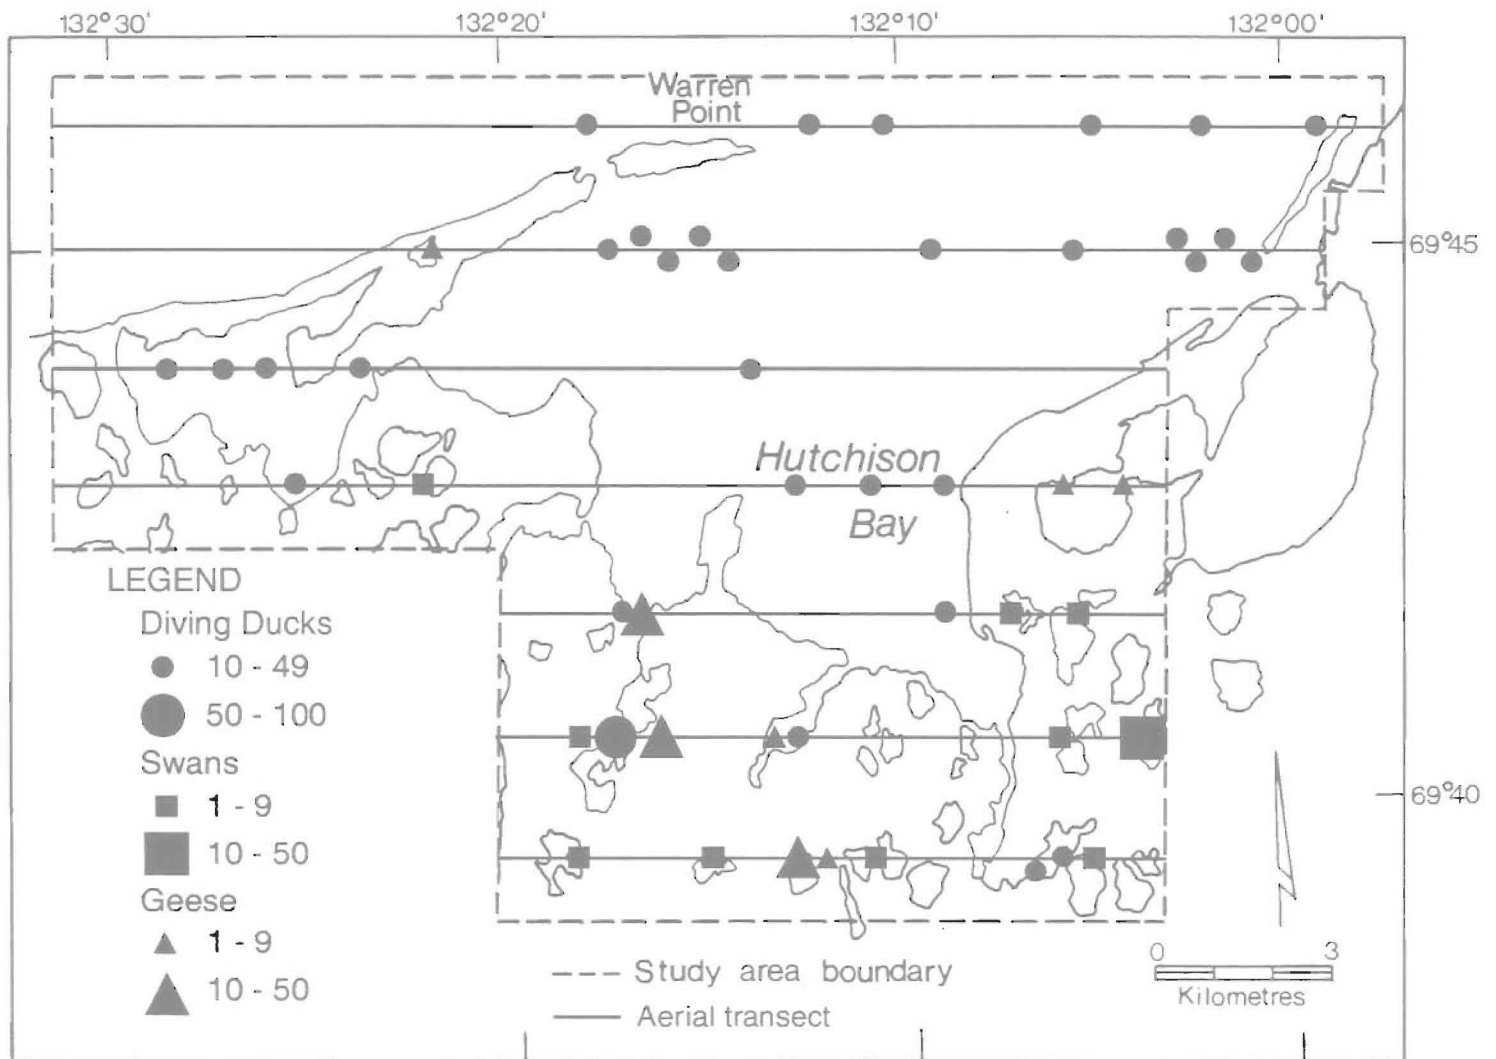 132°30' 132°20' 132°10' 132°00'
Warren
Point
69°45
Hutchison
Bay
LEGEND
Diving Ducks
10 - 49
50 - 100
Swans
1 - 9
10 - 50
Geese
1 - 9
10 - 50
69°40
Study area boundary
Aerial transect
0 3
Kilometres